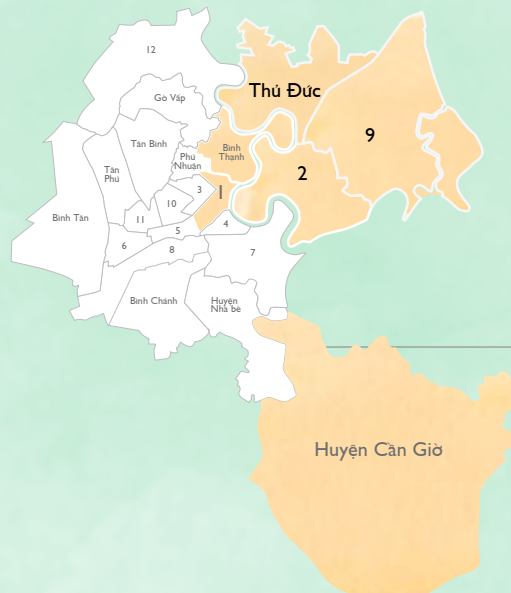 12
Gò Vấp
Thủ Đức
9
Tân Bình
Bình
Thạnh
Phú
Nhuận
Tân
Phú
2
3
1
10
Bình Tân
11
4
5
6
8
7
Bình Chánh
Huyện
Nhà bè
Huyện Cần Giờ